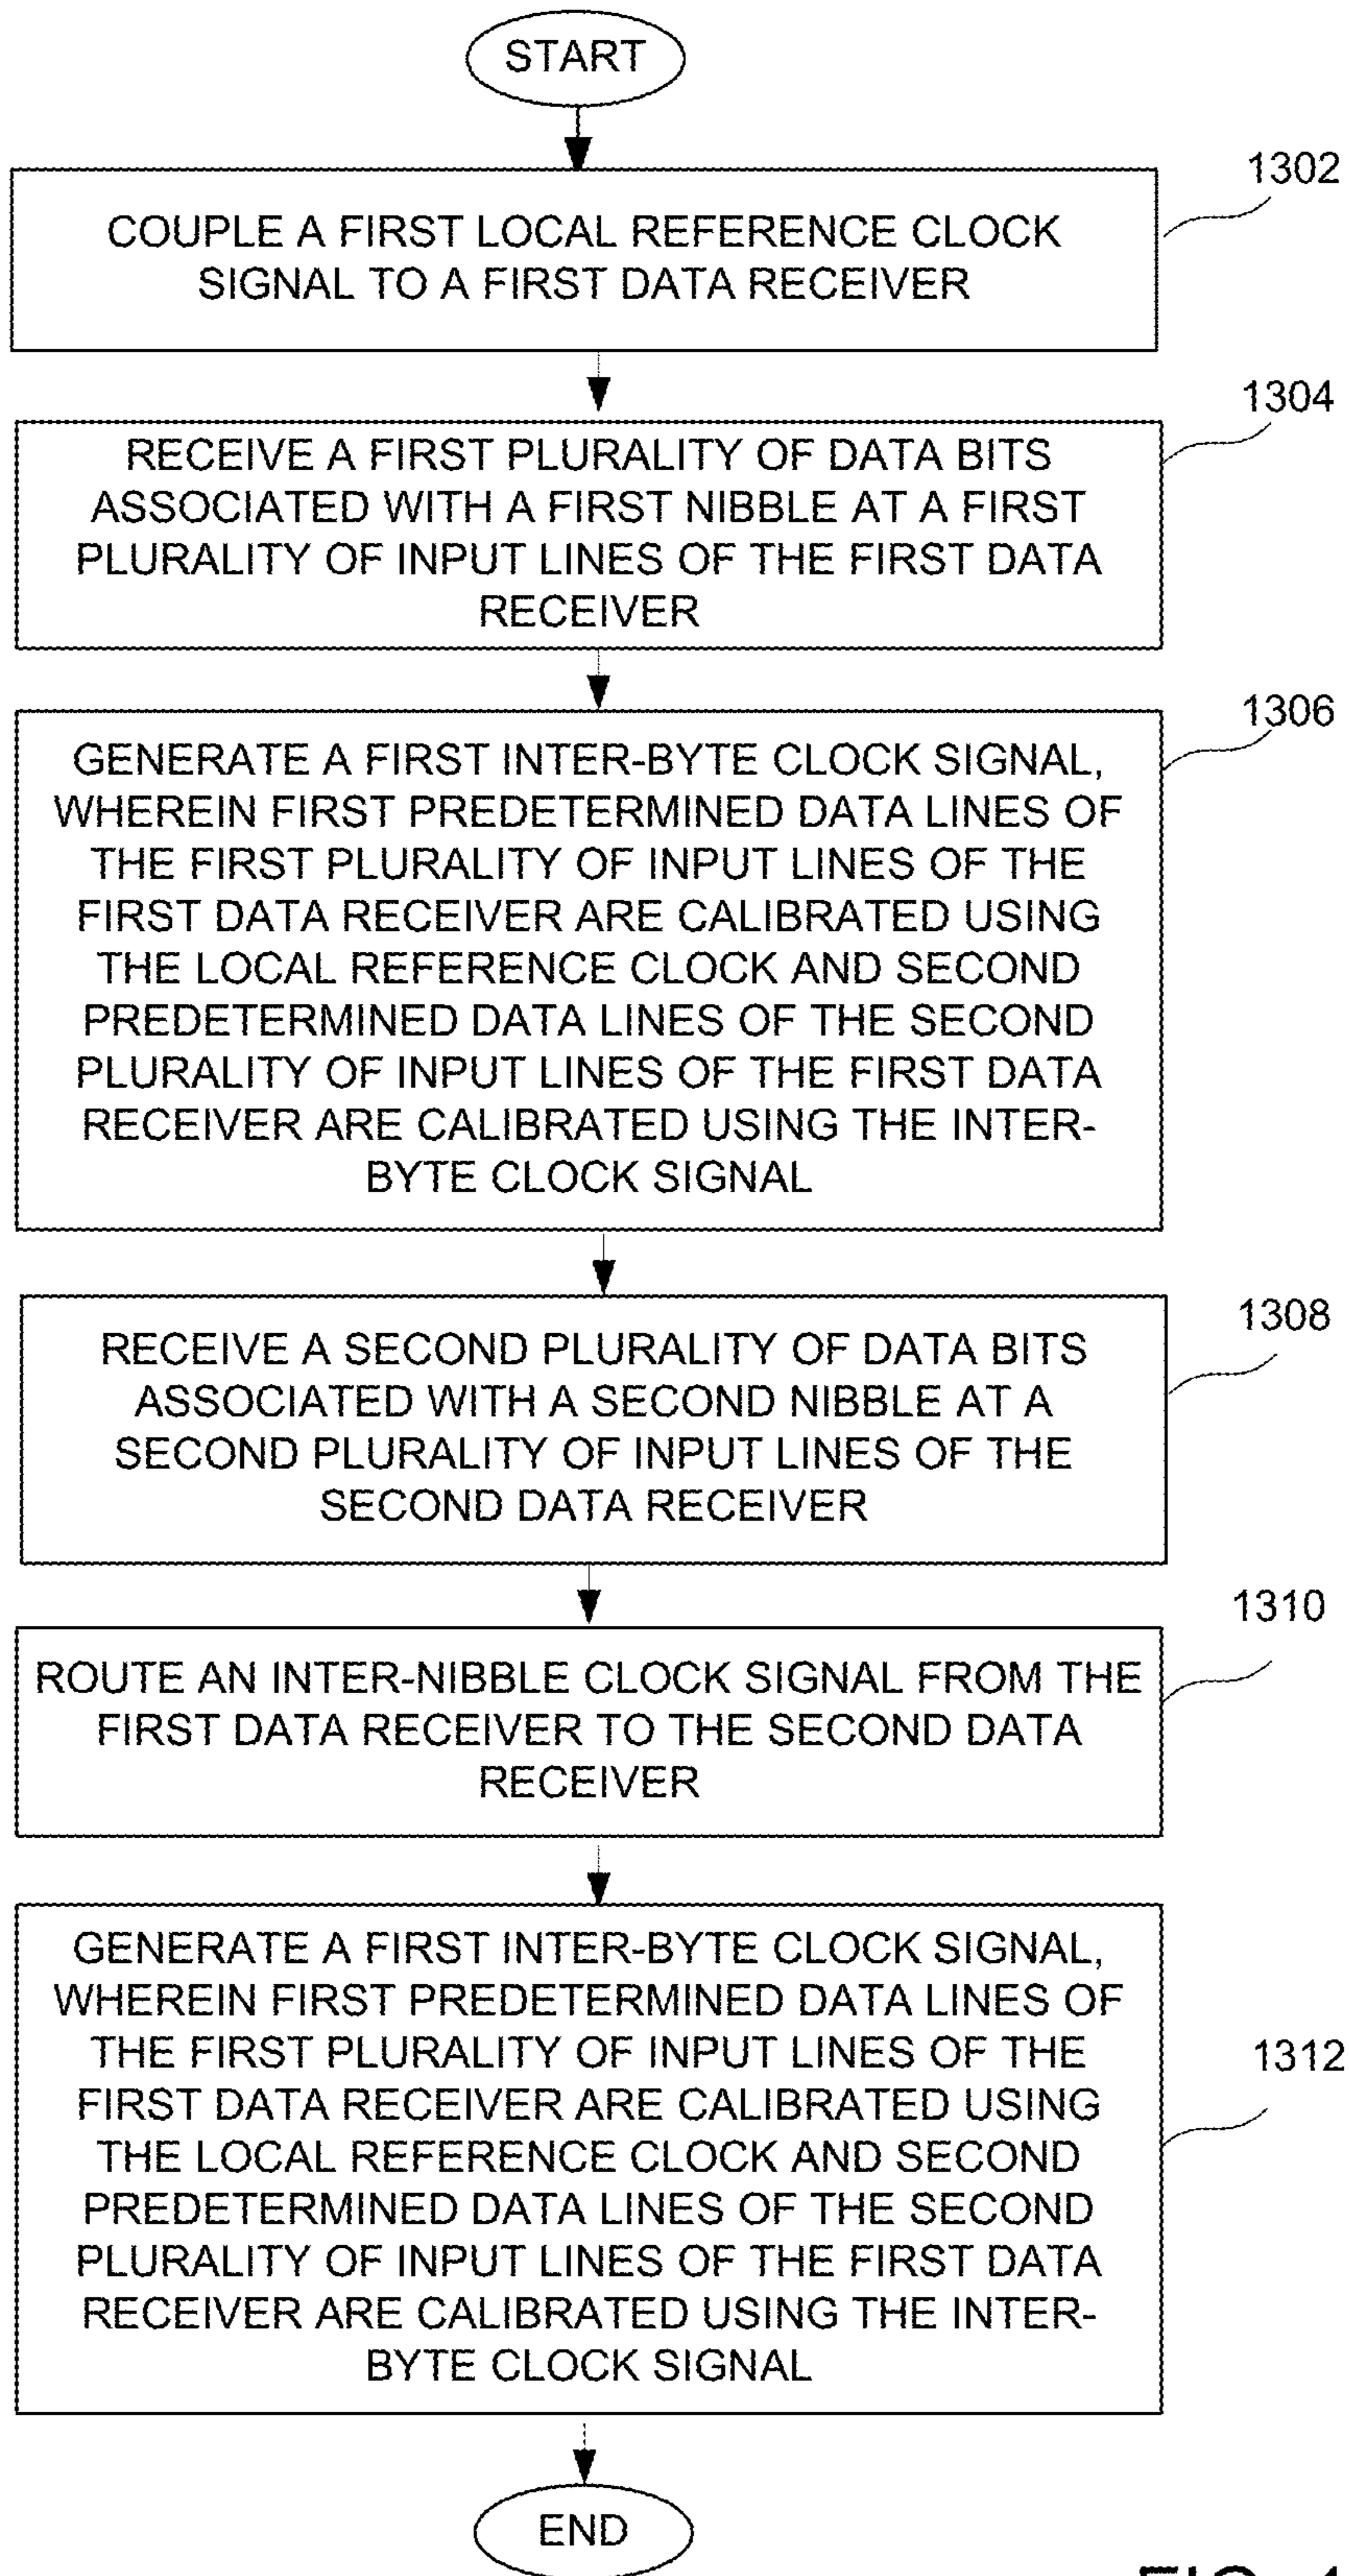 START
1302
COUPLE A FIRST LOCAL REFERENCE CLOCK
SIGNAL TO A FIRST DATA RECEIVER
1304
RECEIVE A FIRST PLURALITY OF DATA BITS
ASSOCIATED WITH A FIRST NIBBLE AT A FIRST
PLURALITY OF INPUT LINES OF THE FIRST DATA
RECEIVER
1306
GENERATE A FIRST INTER-BYTE CLOCK SIGNAL,
WHEREIN FIRST PREDETERMINED DATA LINES OF
THE FIRST PLURALITY OF INPUT LINES OF THE
FIRST DATA RECEIVER ARE CALIBRATED USING
THE LOCAL REFERENCE CLOCK AND SECOND
PREDETERMINED DATA LINES OF THE SECOND
PLURALITY OF INPUT LINES OF THE FIRST DATA
RECEIVER ARE CALIBRATED USING THE INTER-
BYTE CLOCK SIGNAL
1308
RECEIVE A SECOND PLURALITY OF DATA BITS
ASSOCIATED WITH A SECOND NIBBLE AT A
SECOND PLURALITY OF INPUT LINES OF THE
SECOND DATA RECEIVER
1310
ROUTE AN INTER-NIBBLE CLOCK SIGNAL FROM THE
FIRST DATA RECEIVER TO THE SECOND DATA
RECEIVER
GENERATE A FIRST INTER-BYTE CLOCK SIGNAL,
WHEREIN FIRST PREDETERMINED DATA LINES OF
THE FIRST PLURALITY OF INPUT LINES OF THE
1312
FIRST DATA RECEIVER ARE CALIBRATED USING
THE LOCAL REFERENCE CLOCK AND SECOND
PREDETERMINED DATA LINES OF THE SECOND
PLURALITY OF INPUT LINES OF THE FIRST DATA
RECEIVER ARE CALIBRATED USING THE INTER-
BYTE CLOCK SIGNAL
END